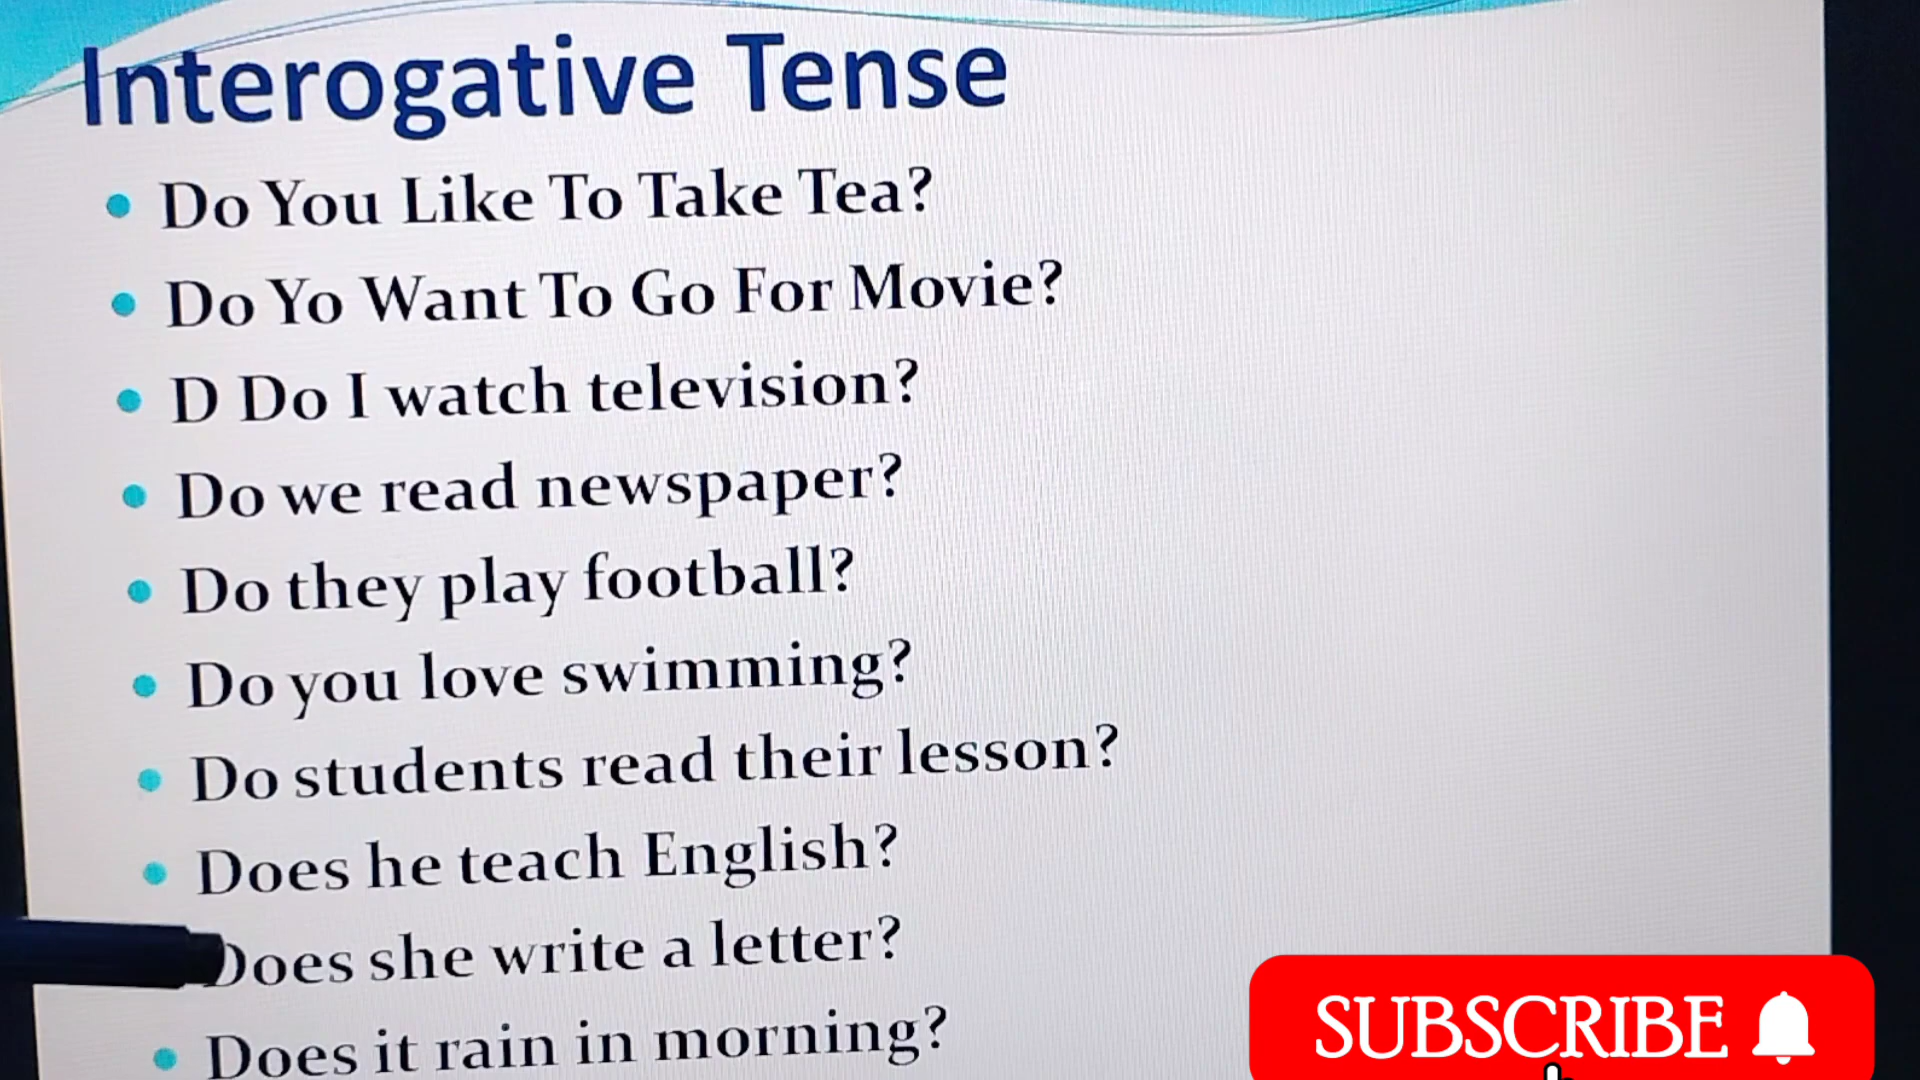 Interogative Tense
Do You Like To Take Tea?
Do Yo Want To Go For Movie?
D Do I watch television?
Do we read newspaper?
Do they play football?
Do you love swimming?
Do students read their lesson?
Does he teach English?
Does she write a letter?
Does it rain in morning?
SUBSCRIBE